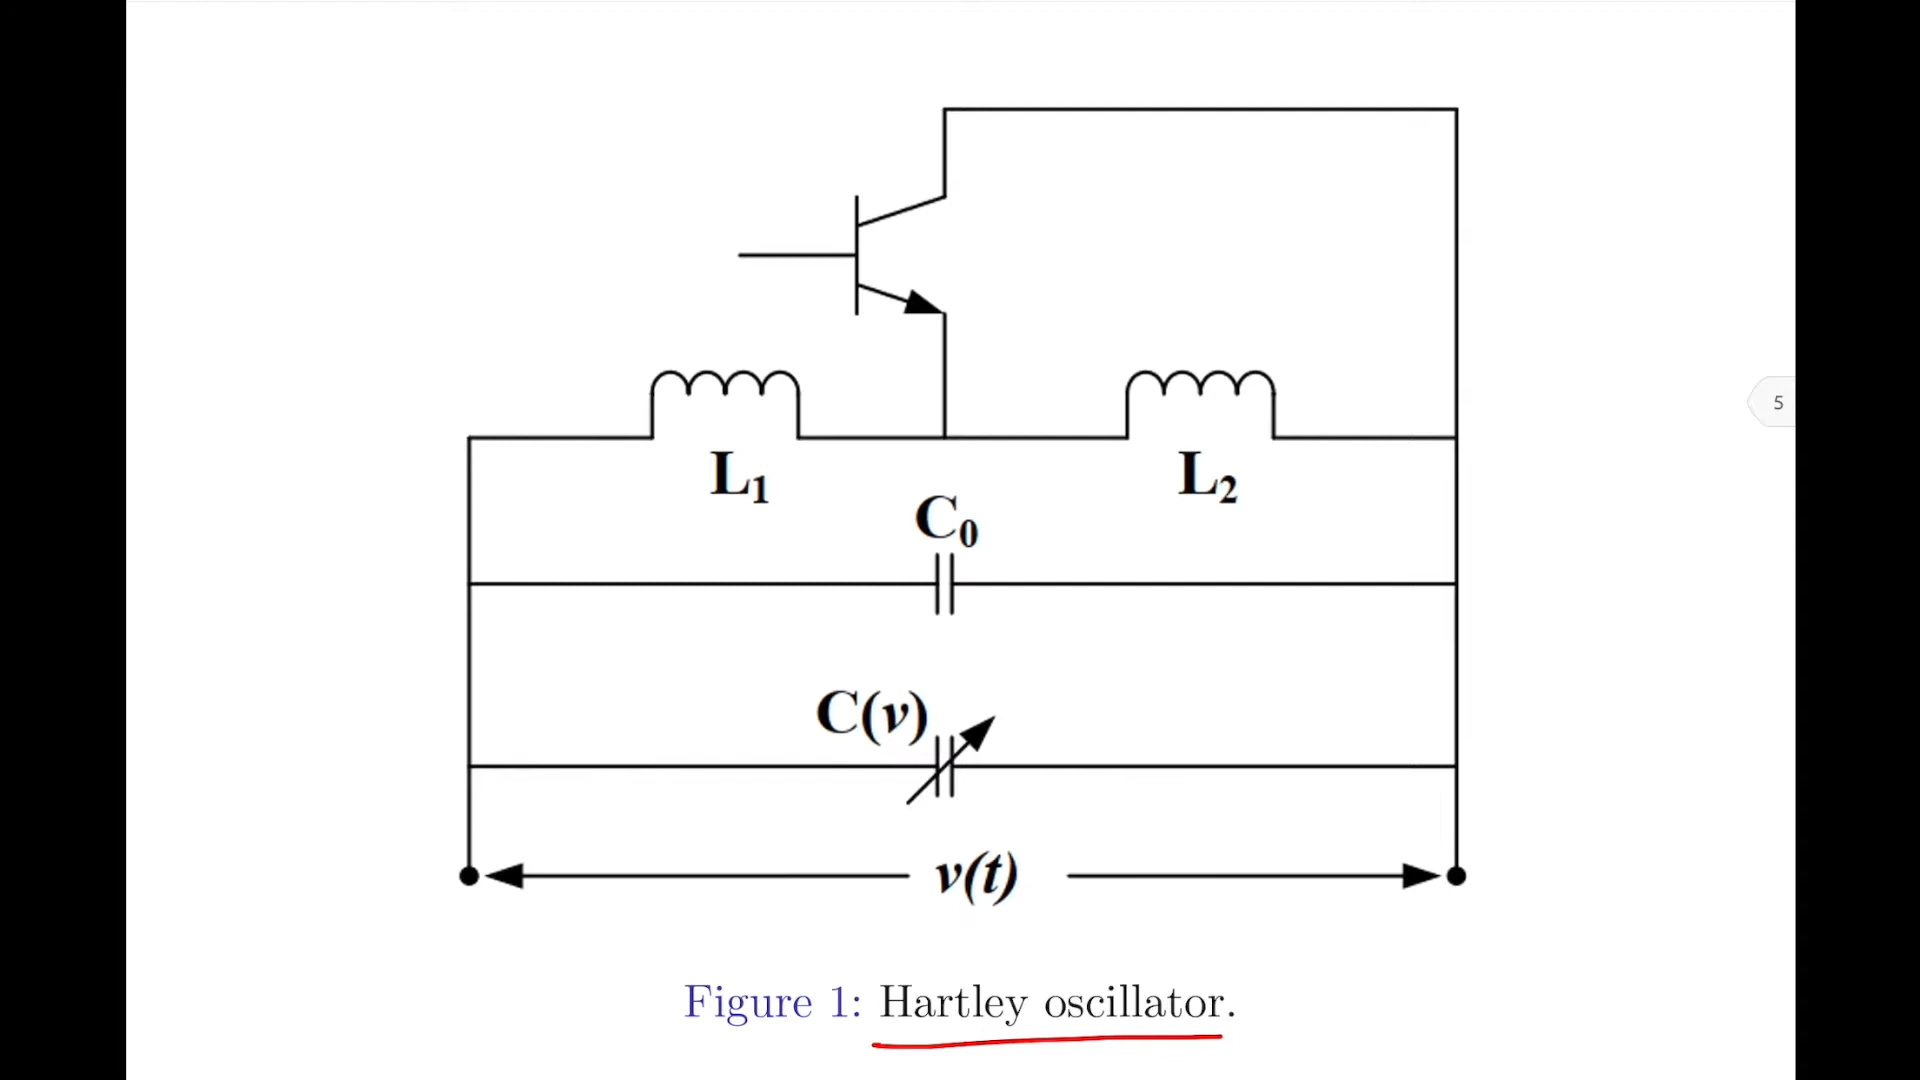 5
L₁
L₂
C₀
C(v)
v(t)
Figure 1: Hartley oscillator.